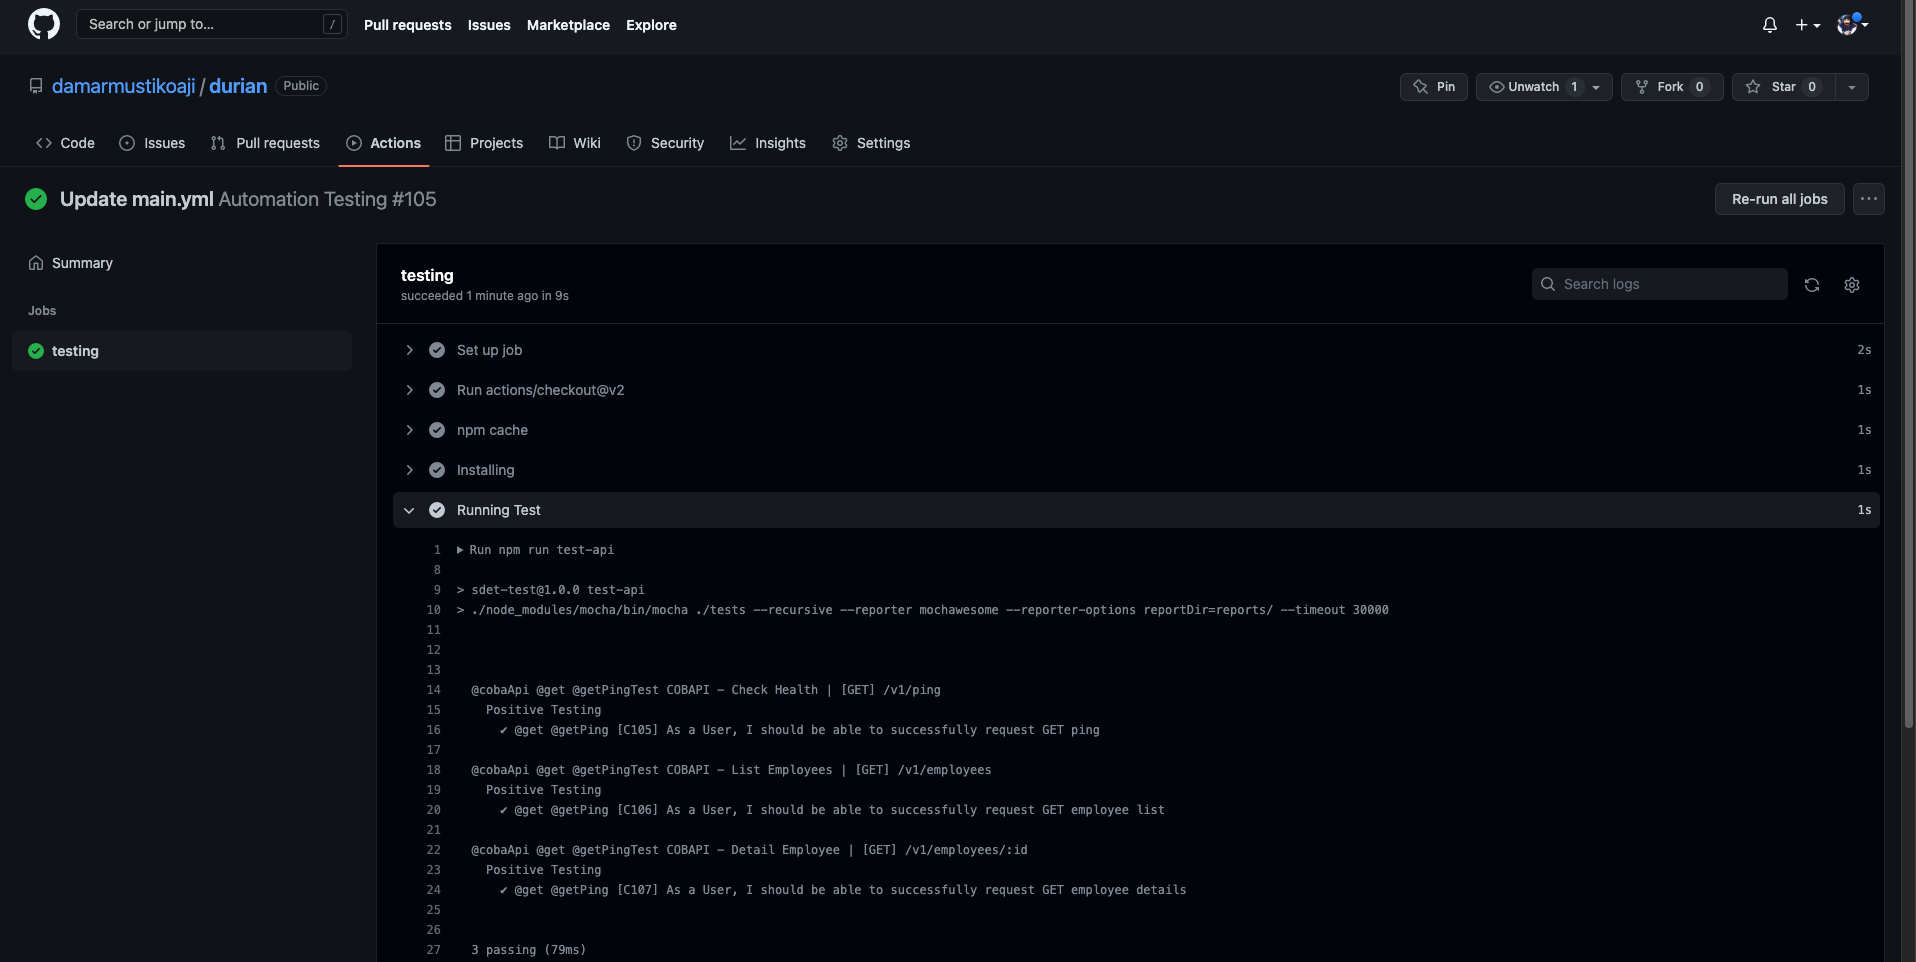 Search or jump to... /
Pull requests Issues Marketplace Explore
damarmustikoaji / durian Public
Pin Unwatch 1 Fork 0 Star 0
Code Issues Pull requests Actions Projects Wiki Security Insights Settings
Update main.yml Automation Testing #105
Re-run all jobs ...
Summary
Jobs
testing
testing
succeeded 1 minute ago in 9s
Search logs
Set up job 2s
Run actions/checkout@v2 1s
npm cache 1s
Installing 1s
Running Test 1s
1 Run npm run test-api
8
9 > sdet-test@1.0.0 test-api
10 > ./node_modules/mocha/bin/mocha ./tests --recursive --reporter mochawesome --reporter-options reportDir=reports/ --timeout 30000
11
12
13
14 @cobaApi @get @getPingTest COBAPI - Check Health | [GET] /v1/ping
15 Positive Testing
16 ✔ @get @getPing [C105] As a User, I should be able to successfully request GET ping
17
18 @cobaApi @get @getPingTest COBAPI - List Employees | [GET] /v1/employees
19 Positive Testing
20 ✔ @get @getPing [C106] As a User, I should be able to successfully request GET employee list
21
22 @cobaApi @get @getPingTest COBAPI - Detail Employee | [GET] /v1/employees/:id
23 Positive Testing
24 ✔ @get @getPing [C107] As a User, I should be able to successfully request GET employee details
25
26
27 3 passing (79ms)